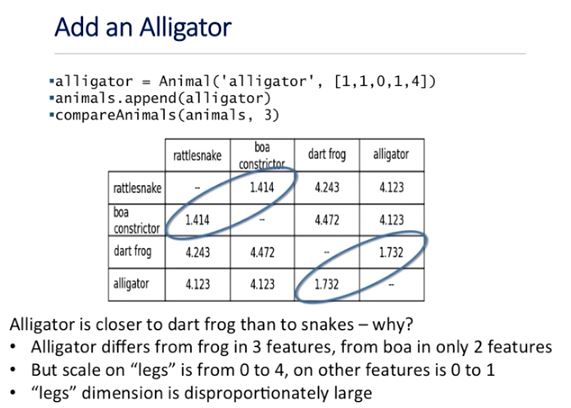 Add an Alligator
▪alligator = Animal('alligator', [1,1,0,1,4])
▪animals.append(alligator)
▪compareAnimals(animals, 3)
rattlesnake boa constrictor dart frog alligator
rattlesnake -- 1.414 4.243 4.123
boa constrictor 1.414 -- 4.472 4.123
dart frog 4.243 4.472 -- 1.732
alligator 4.123 4.123 1.732 --
Alligator is closer to dart frog than to snakes – why?
• Alligator differs from frog in 3 features, from boa in only 2 features
• But scale on “legs” is from 0 to 4, on other features is 0 to 1
• “legs” dimension is disproportionately large